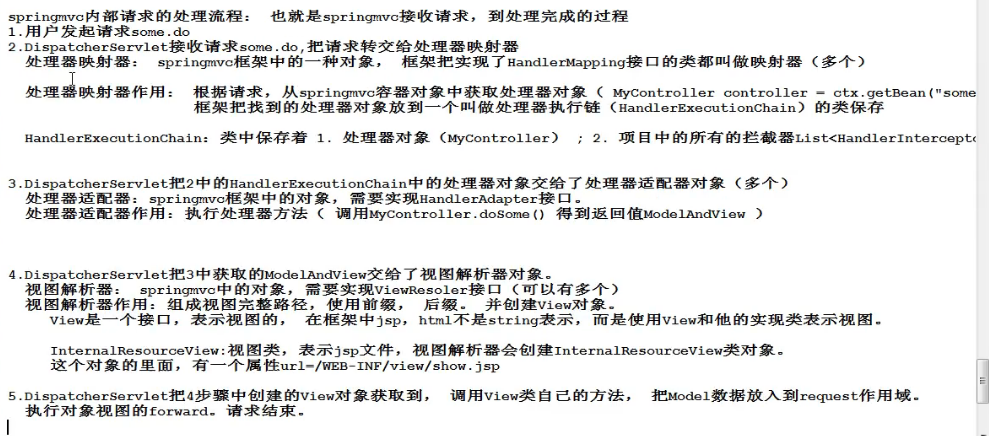 springmvc内部请求的处理流程： 也就是springmvc接收请求，到处理完成的过程
1.用户发起请求some.do
2.DispatcherServlet接收请求some.do,把请求转交给处理器映射器
处理器映射器： springmvc框架中的一种对象， 框架把实现了HandlerMapping接口的类都叫做映射器（多个）
处理器映射器作用： 根据请求，从springmvc容器对象中获取处理器对象（ MyController controller = ctx.getBean("some
框架把找到的处理器对象放到一个叫做处理器执行链（HandlerExecutionChain）的类保存
HandlerExecutionChain：类中保存着 1. 处理器对象（MyController） ; 2. 项目中的所有的拦截器List<HandlerIntercepto
3.DispatcherServlet把2中的HandlerExecutionChain中的处理器对象交给了处理器适配器对象（多个）
处理器适配器：springmvc框架中的对象，需要实现HandlerAdapter接口。
处理器适配器作用：执行处理器方法（ 调用MyController.doSome() 得到返回值ModelAndView ）
4.DispatcherServlet把3中获取的ModelAndView交给了视图解析器对象。
视图解析器： springmvc中的对象，需要实现ViewResoler接口（可以有多个）
视图解析器作用：组成视图完整路径，使用前缀， 后缀。 并创建View对象。
View是一个接口，表示视图的， 在框架中jsp，html不是string表示，而是使用View和他的实现类表示视图。
InternalResourceView:视图类，表示jsp文件，视图解析器会创建InternalResourceView类对象。
这个对象的里面，有一个属性url=/WEB-INF/view/show.jsp
5.DispatcherServlet把4步骤中创建的View对象获取到， 调用View类自己的方法， 把Model数据放入到request作用域。
执行对象视图的forward。请求结束。